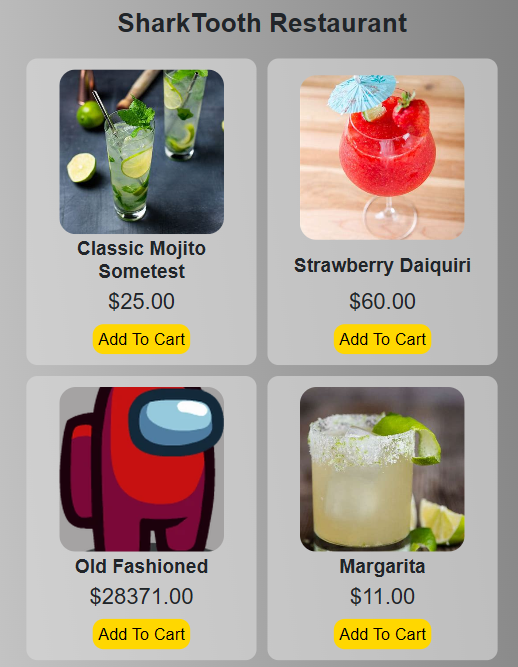 SharkTooth Restaurant
Classic Mojito
Sometest
$25.00
Add To Cart
Strawberry Daiquiri
$60.00
Add To Cart
Old Fashioned
$28371.00
Add To Cart
Margarita
$11.00
Add To Cart